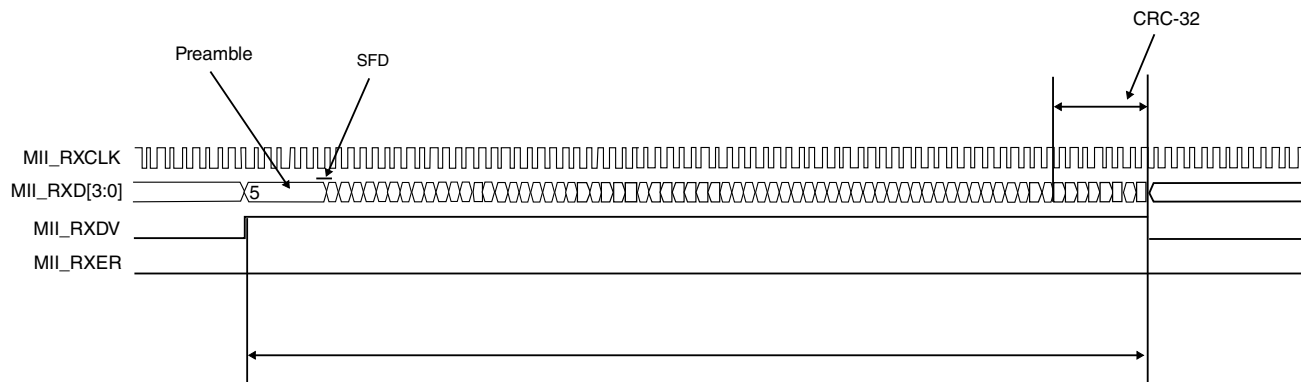 CRC-32
Preamble
SFD
MII_RXCLK
MII_RXD[3:0]
5
MII_RXDV
MII_RXER